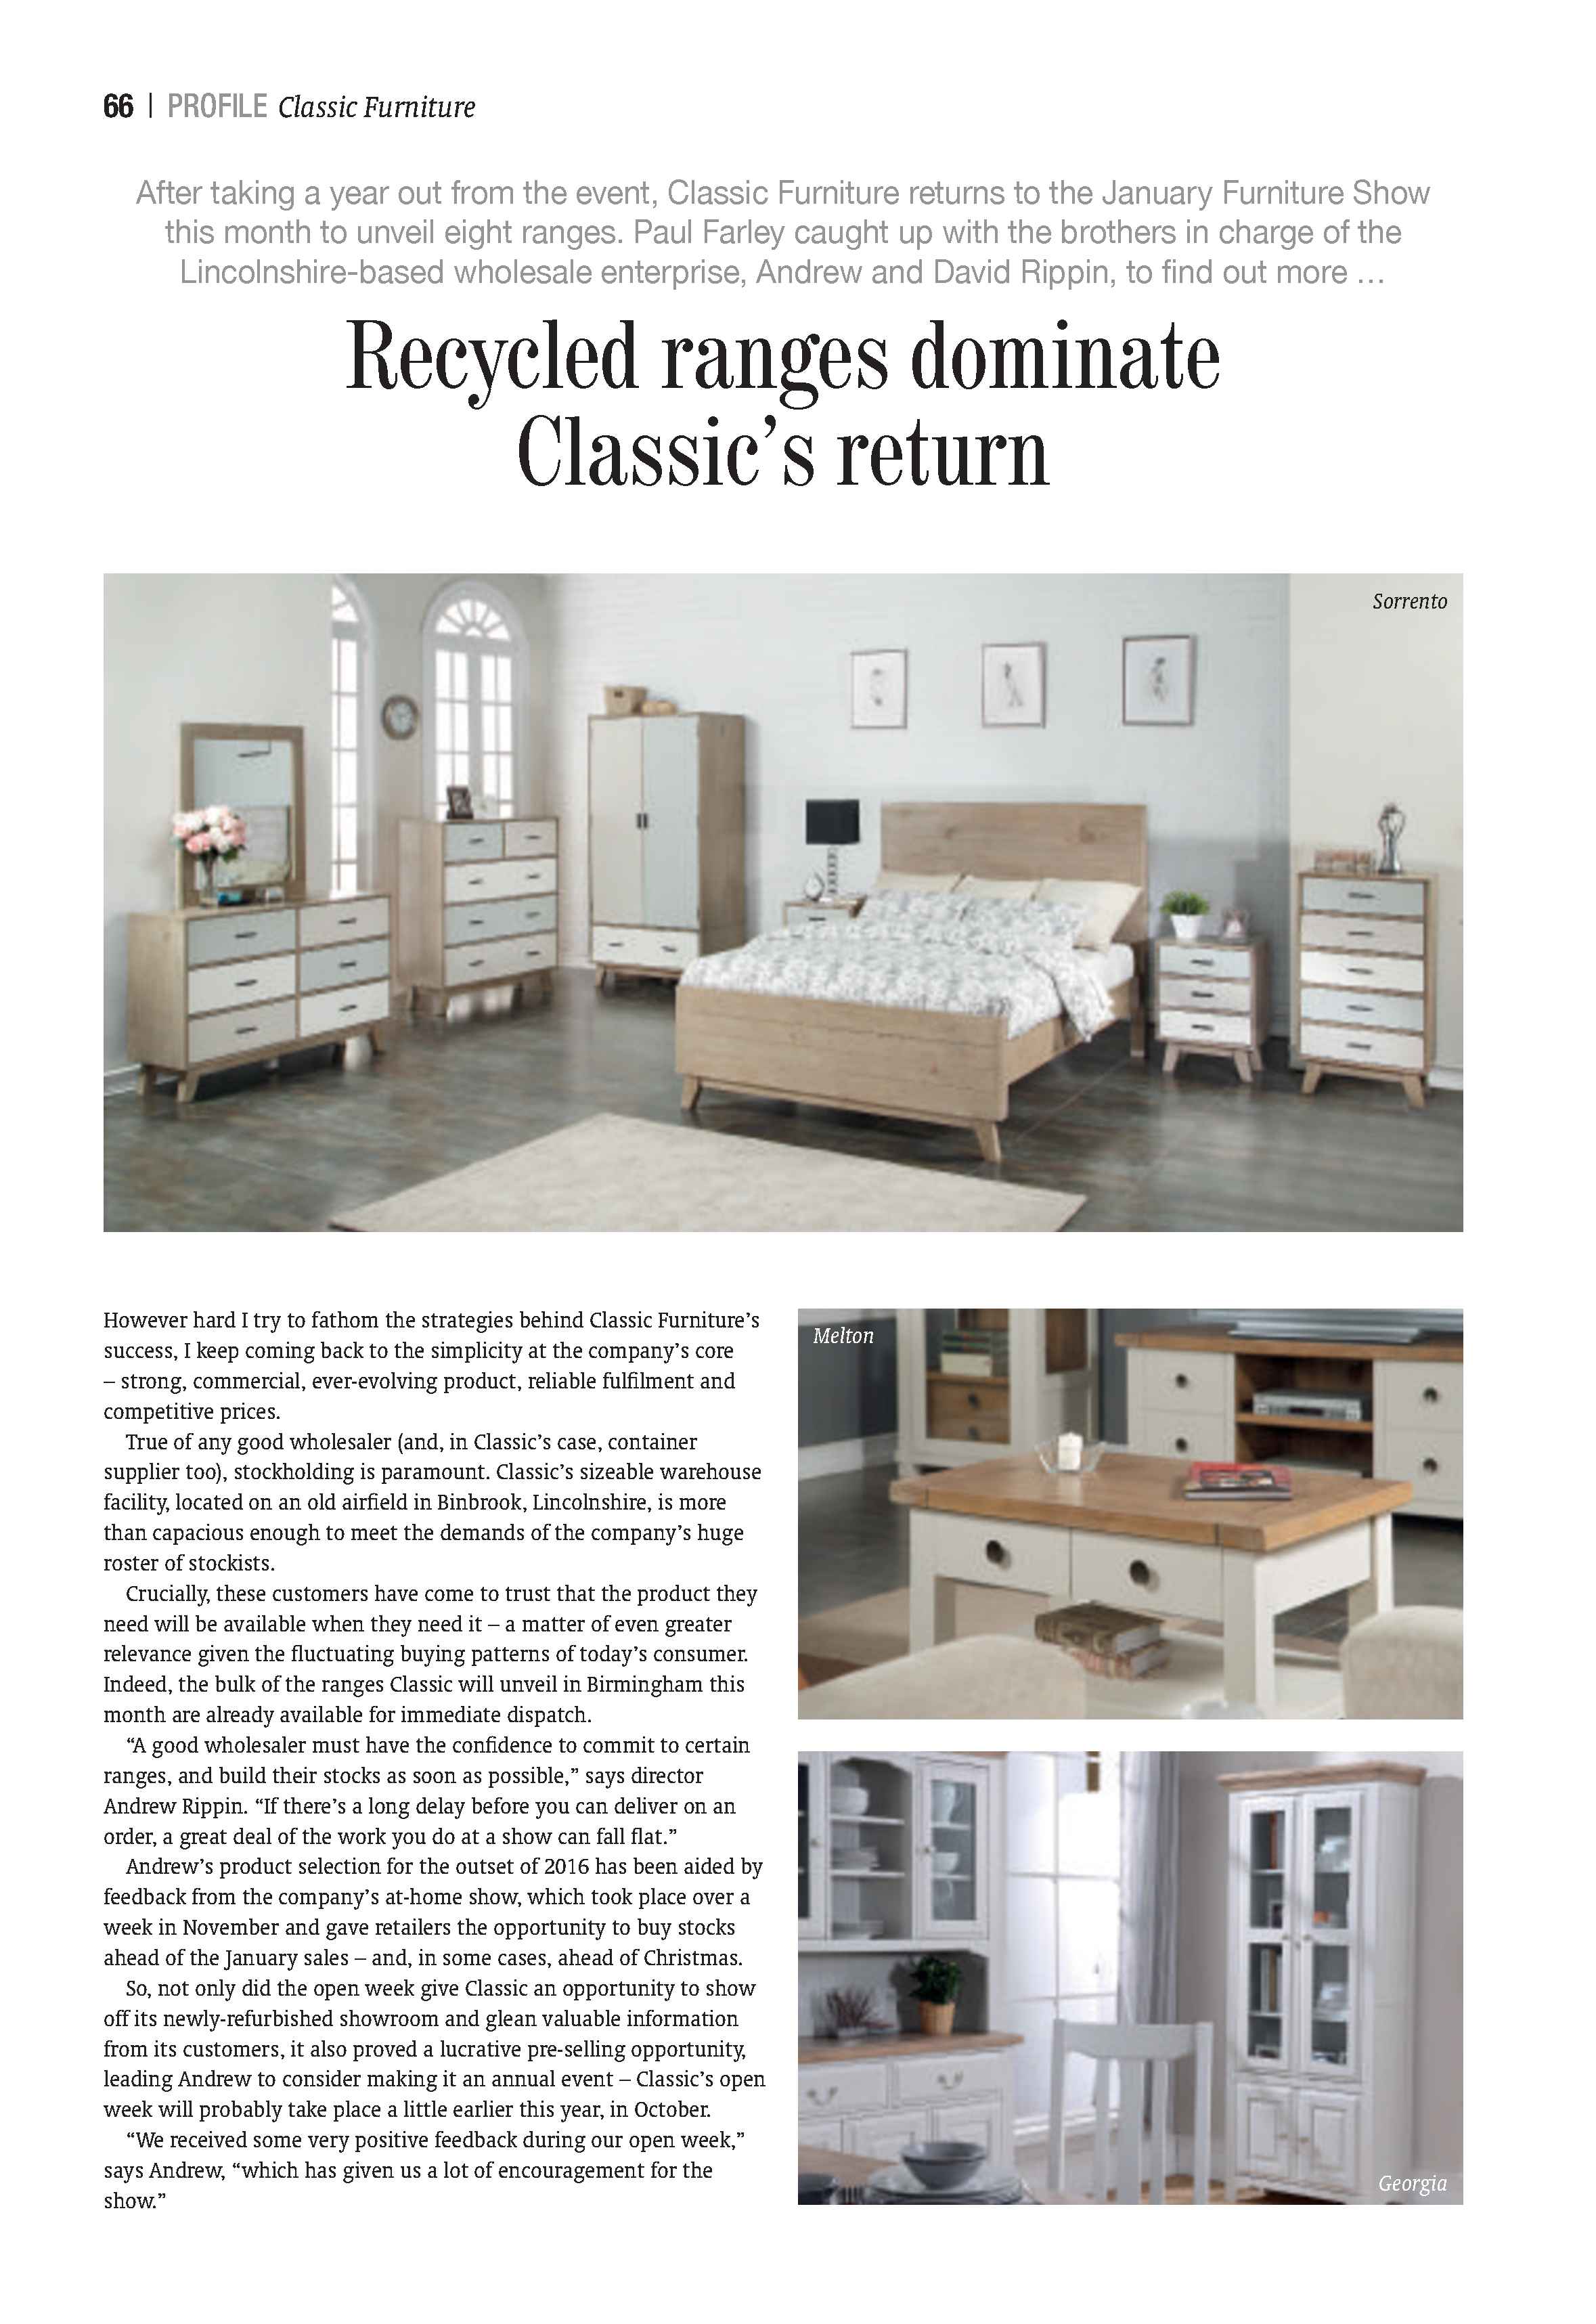 66 | PROFILE Classic Furniture
After taking a year out from the event, Classic Furniture returns to the January Furniture Show
this month to unveil eight ranges. Paul Farley caught up with the brothers in charge of the
Lincolnshire-based wholesale enterprise, Andrew and David Rippin, to find out more …
Recycled ranges dominate
Classic’s return
Sorrento
However hard I try to fathom the strategies behind Classic Furniture’s
success, I keep coming back to the simplicity at the company’s core
– strong, commercial, ever-evolving product, reliable fulfilment and
competitive prices.
True of any good wholesaler (and, in Classic’s case, container
supplier too), stockholding is paramount. Classic’s sizeable warehouse
facility, located on an old airfield in Binbrook, Lincolnshire, is more
than capacious enough to meet the demands of the company’s huge
roster of stockists.
Crucially, these customers have come to trust that the product they
need will be available when they need it – a matter of even greater
relevance given the fluctuating buying patterns of today’s consumer.
Indeed, the bulk of the ranges Classic will unveil in Birmingham this
month are already available for immediate dispatch.
“A good wholesaler must have the confidence to commit to certain
ranges, and build their stocks as soon as possible,” says director
Andrew Rippin. “If there’s a long delay before you can deliver on an
order, a great deal of the work you do at a show can fall flat.”
Andrew’s product selection for the outset of 2016 has been aided by
feedback from the company’s at-home show, which took place over a
week in November and gave retailers the opportunity to buy stocks
ahead of the January sales – and, in some cases, ahead of Christmas.
So, not only did the open week give Classic an opportunity to show
off its newly-refurbished showroom and glean valuable information
from its customers, it also proved a lucrative pre-selling opportunity,
leading Andrew to consider making it an annual event – Classic’s open
week will probably take place a little earlier this year, in October.
“We received some very positive feedback during our open week,”
says Andrew, “which has given us a lot of encouragement for the
show.”
Melton
Georgia